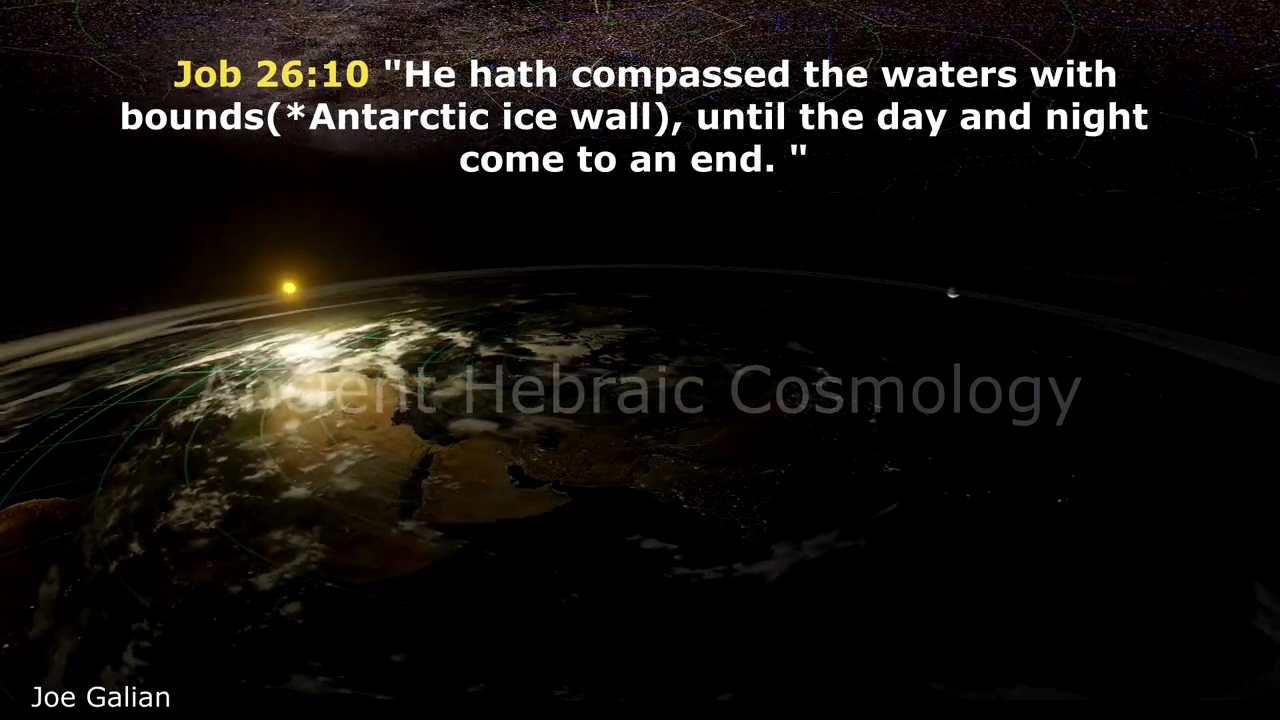 Job 26:10 "He hath compassed the waters with
bounds(*Antarctic ice wall), until the day and night
come to an end. "
Ancient Hebraic Cosmology
Joe Galian